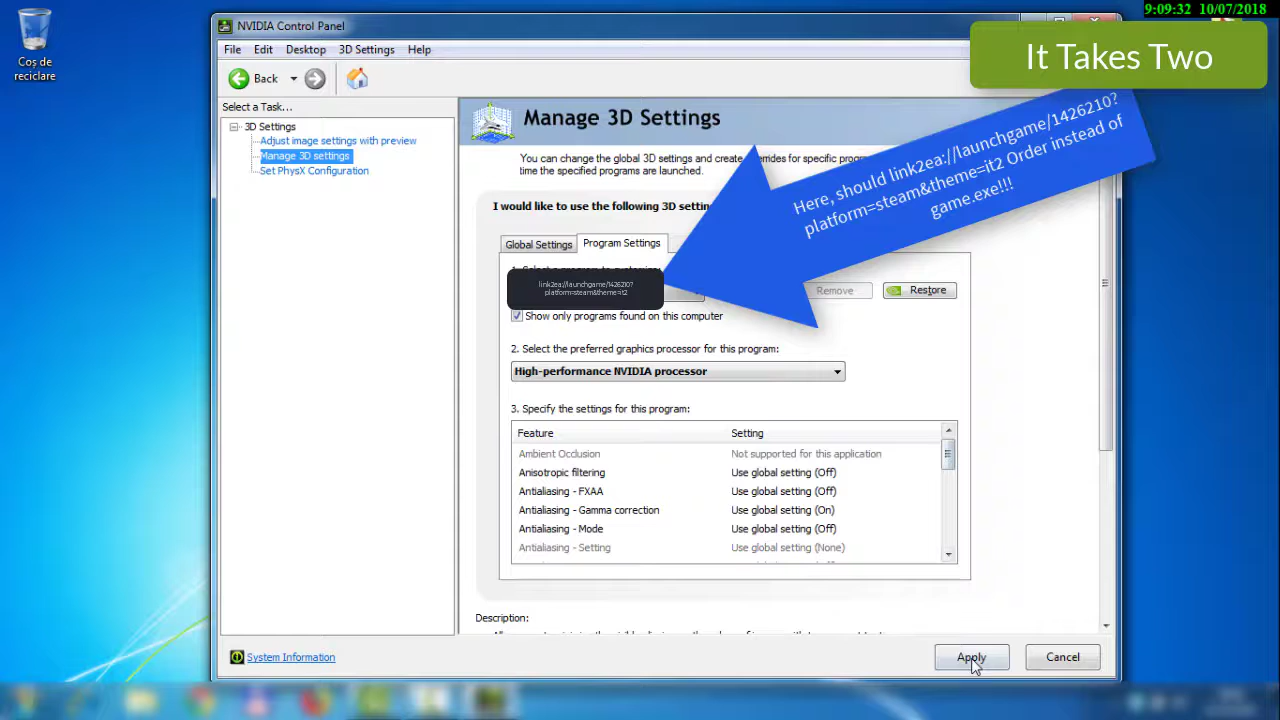 9:09:32 10/07/2018
Coș de
reciclare
NVIDIA Control Panel
It Takes Two
File Edit Desktop 3D Settings Help
Back
Select a Task...
3D Settings
Adjust image settings with preview
Manage 3D settings
Set PhysX Configuration
Manage 3D Settings
You can change the global 3D settings and create
time the specified programs are launched.
Here, should link2ea://launchgame/1426210?
platform=steam&theme=it2 Order instead of
game.exe!!!
I would like to use the following 3D
Global Settings Program Settings
link2ea://launchgame/1426210?
platform=steam&theme=it2
Remove Restore
Show only programs found on this computer
2. Select the preferred graphics processor for this program:
High-performance NVIDIA processor
3. Specify the settings for this program:
Feature Setting
Ambient Occlusion Not supported for this application
Anisotropic filtering Use global setting (Off)
Antialiasing - FXAA Use global setting (Off)
Antialiasing - Gamma correction Use global setting (On)
Antialiasing - Mode Use global setting (Off)
Antialiasing - Setting Use global setting (None)
Description:
System Information
Apply Cancel